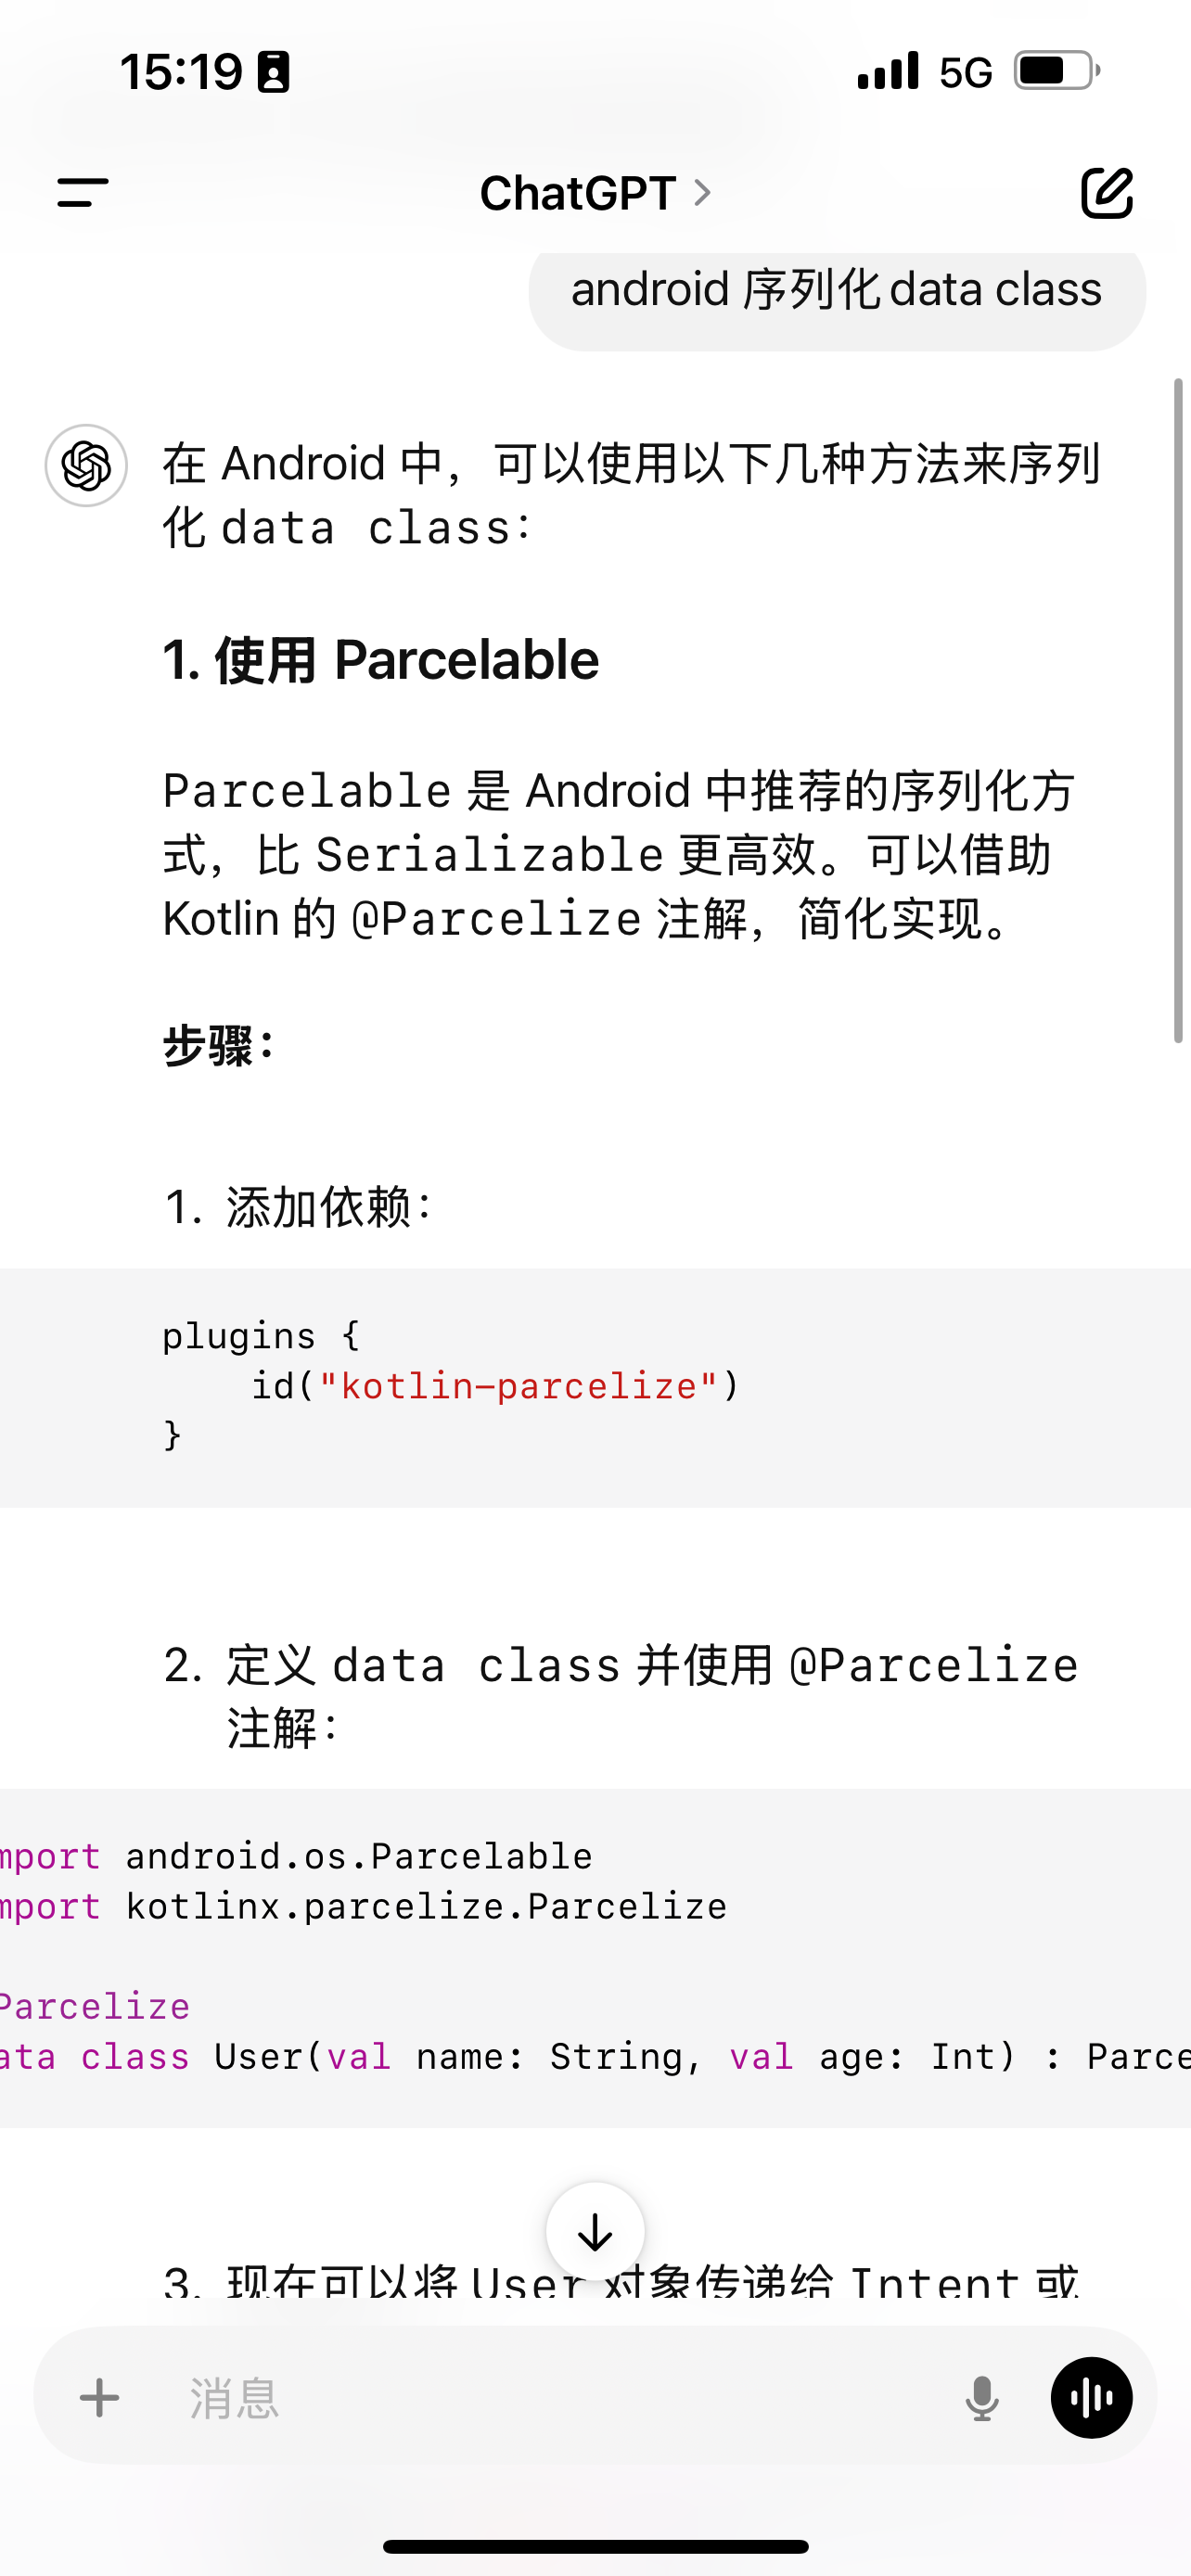 15:19
5G
ChatGPT
android 序列化 data class
在 Android 中，可以使用以下几种方法来序列
化 data class：
1. 使用 Parcelable
Parcelable 是 Android 中推荐的序列化方
式，比 Serializable 更高效。可以借助
Kotlin 的 @Parcelize 注解，简化实现。
步骤：
1. 添加依赖：
plugins {
    id("kotlin-parcelize")
}
2. 定义 data class 并使用 @Parcelize
注解：
mport android.os.Parcelable
mport kotlinx.parcelize.Parcelize
Parcelize
ata class User(val name: String, val age: Int) : Parce
3. 现在可以将 User 对象传递给 Intent 或
消息